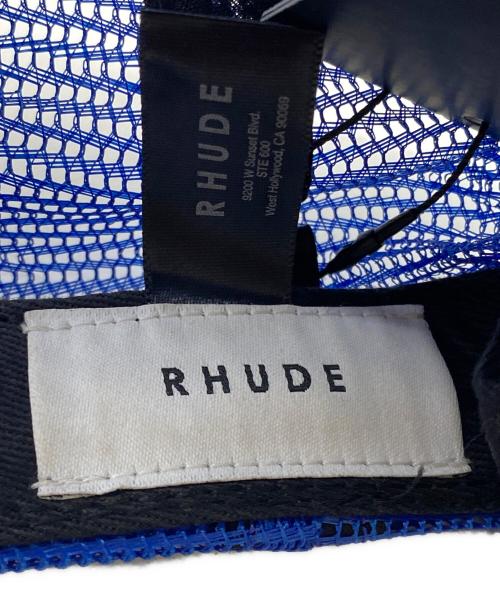 RHUDE
9200 W Sunset Blvd.
STE 600
West Hollywood, CA 90069
RHUDE